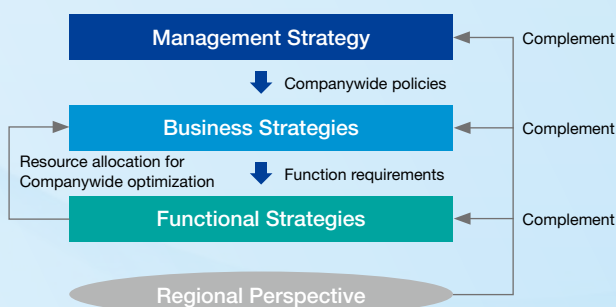 Management Strategy
Complement
Companywide policies
Business Strategies
Complement
Resource allocation for
Companywide optimization
Function requirements
Functional Strategies
Complement
Regional Perspective